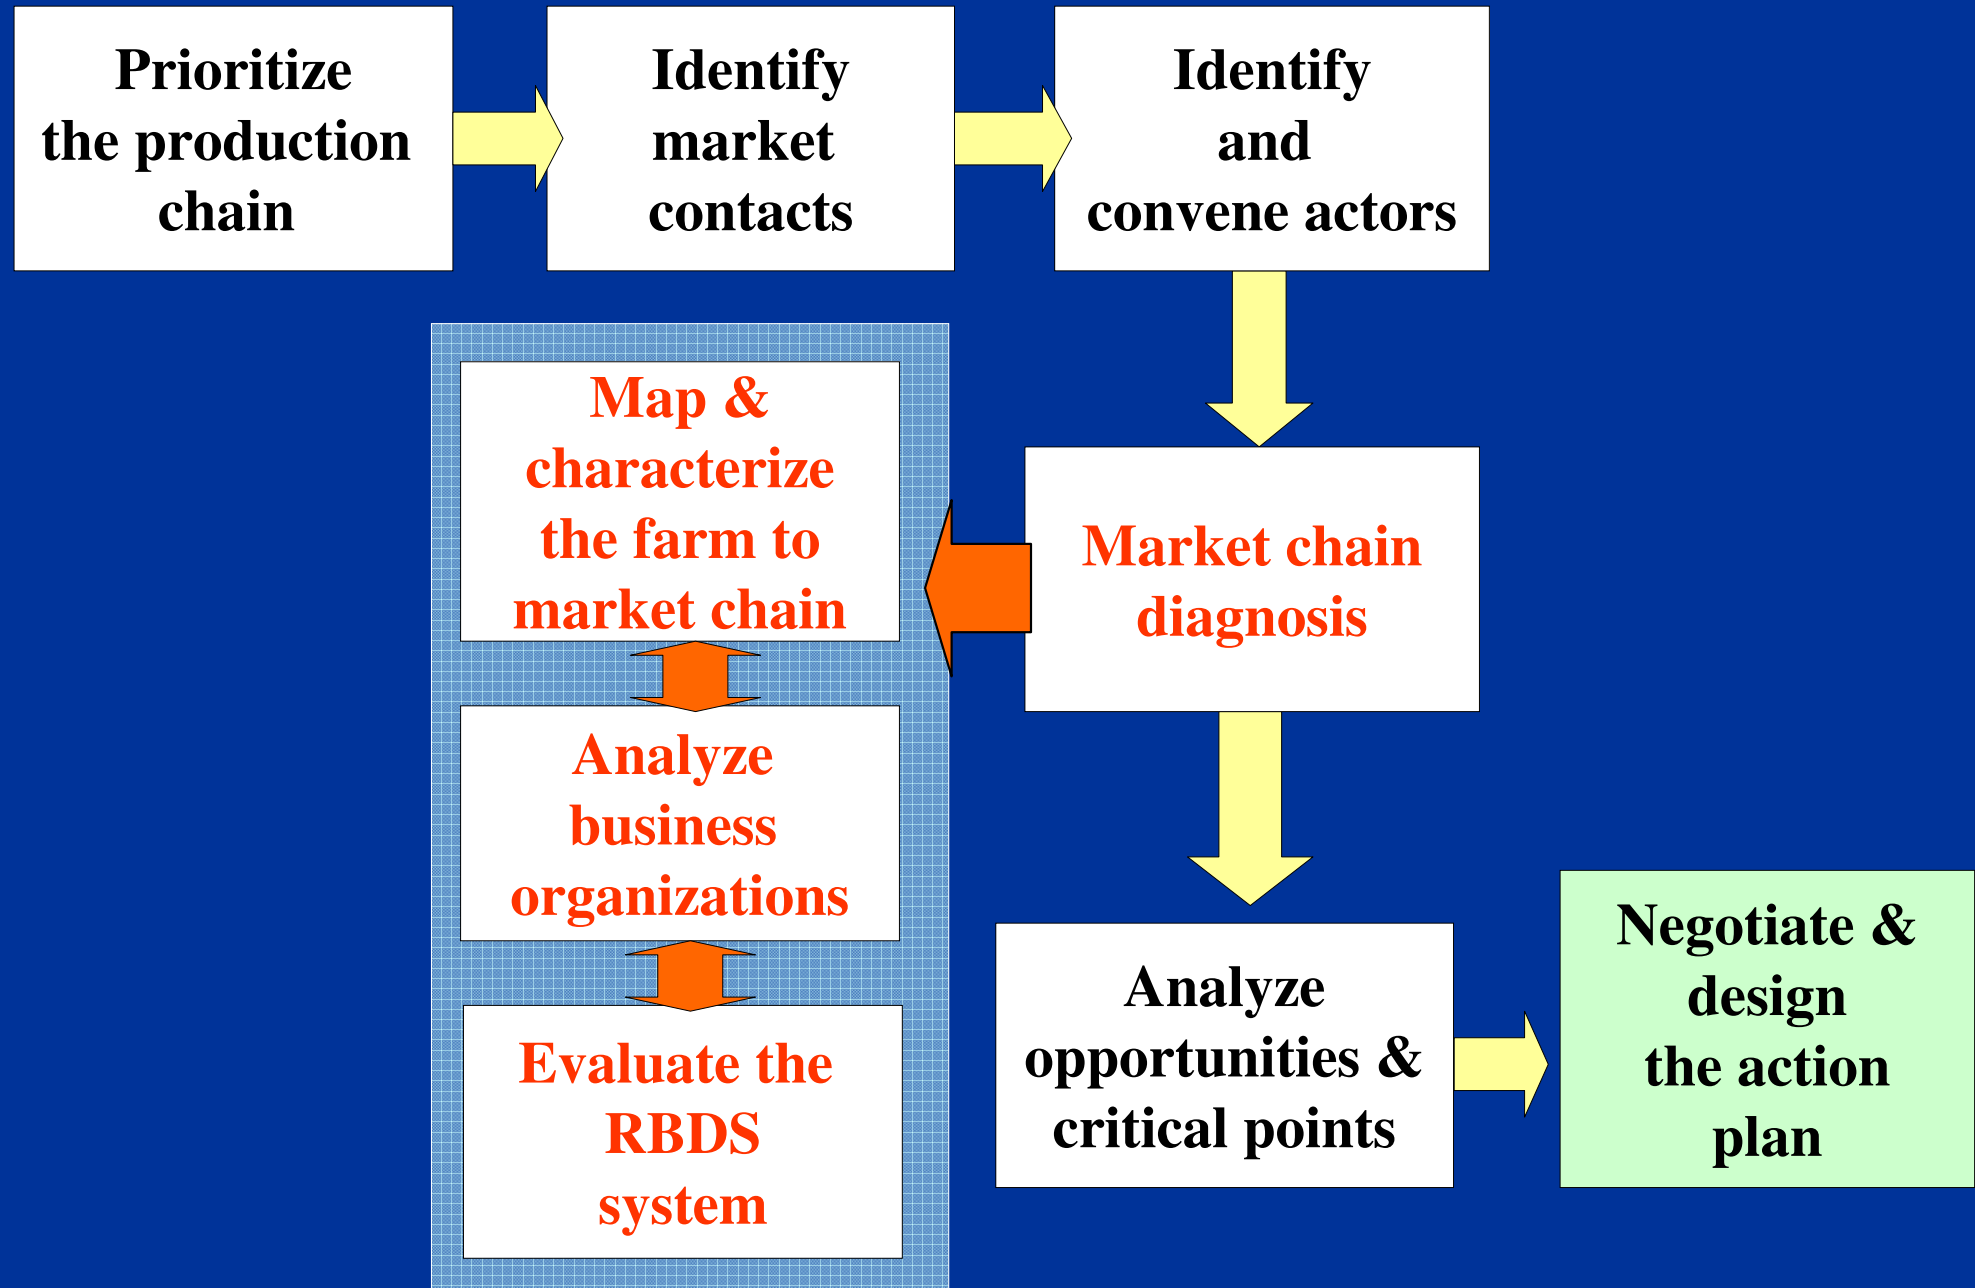 Prioritize
the production
chain
Identify
market
contacts
Identify
and
convene actors
Map &
characterize
the farm to
market chain
Market chain
diagnosis
Analyze
business
organizations
Evaluate the
RBDS
system
Analyze
opportunities &
critical points
Negotiate &
design
the action
plan